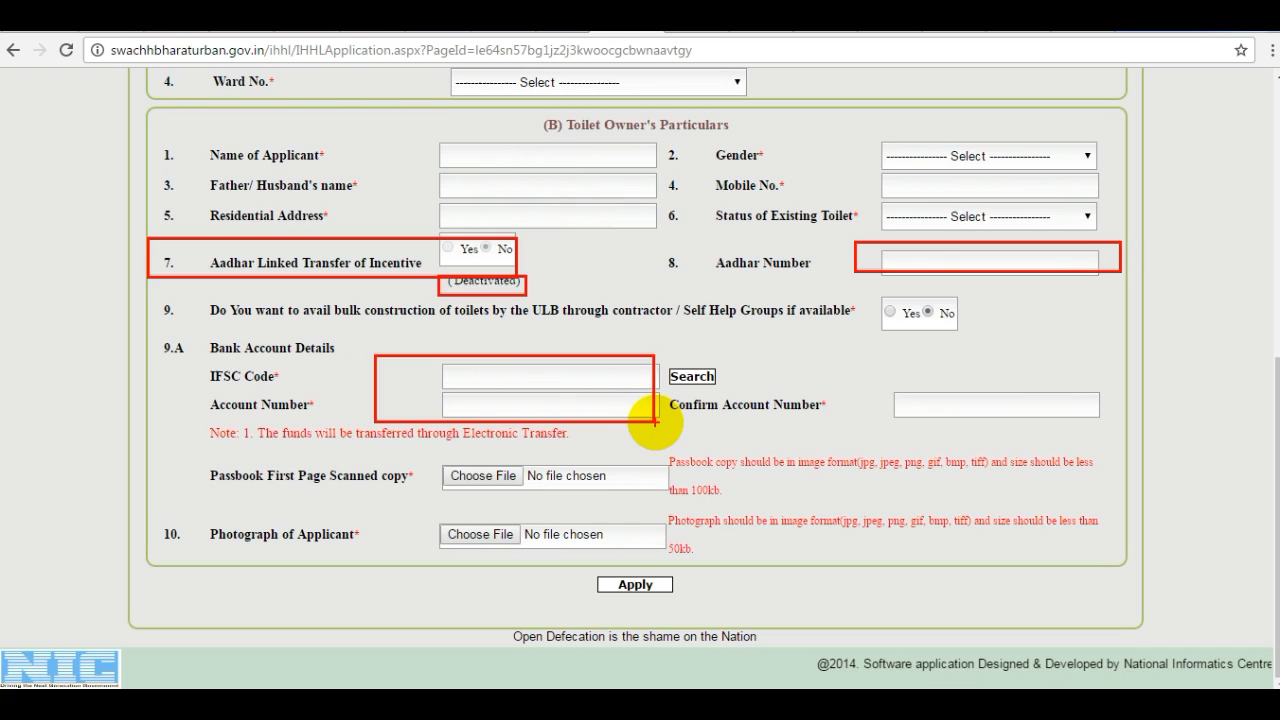 swachhbharaturban.gov.in/ihhl/IHHLApplication.aspx?PageId=le64sn57bg1jz2j3kwoocgcbwnaavtgy
4. Ward No.* ---------------- Select ----------------
(B) Toilet Owner's Particulars
1. Name of Applicant* 2. Gender* ---------------- Select ----------------
3. Father/ Husband's name* 4. Mobile No.*
5. Residential Address* 6. Status of Existing Toilet* ---------------- Select ----------------
Yes No
7. Aadhar Linked Transfer of Incentive 8. Aadhar Number
(Deactivated)
9. Do You want to avail bulk construction of toilets by the ULB through contractor / Self Help Groups if available* Yes No
9.A Bank Account Details
IFSC Code* Search
Account Number* Confirm Account Number*
Note: 1. The funds will be transferred through Electronic Transfer.
Passbook copy should be in image format(jpg, jpeg, png, gif, bmp, tiff) and size should be less
Passbook First Page Scanned copy* Choose File No file chosen
than 100kb.
Photograph should be in image format(jpg, jpeg, png, gif, bmp, tiff) and size should be less than
10. Photograph of Applicant* Choose File No file chosen
50kb.
Apply
Open Defecation is the shame on the Nation
NIC
@2014. Software application Designed & Developed by National Informatics Centre